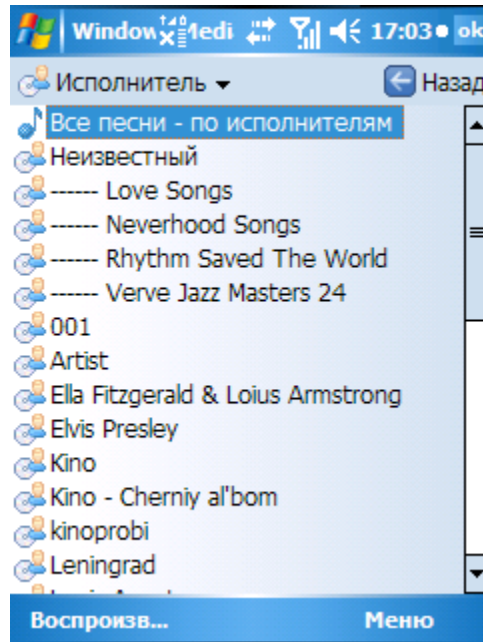 Window Medi 17:03 ok
Исполнитель Назад
Все песни - по исполнителям
Неизвестный
------ Love Songs
------ Neverhood Songs
------ Rhythm Saved The World
------ Verve Jazz Masters 24
001
Artist
Ella Fitzgerald & Loius Armstrong
Elvis Presley
Kino
Kino - Cherniy al'bom
kinoprobi
Leningrad
Воспроизв... Меню